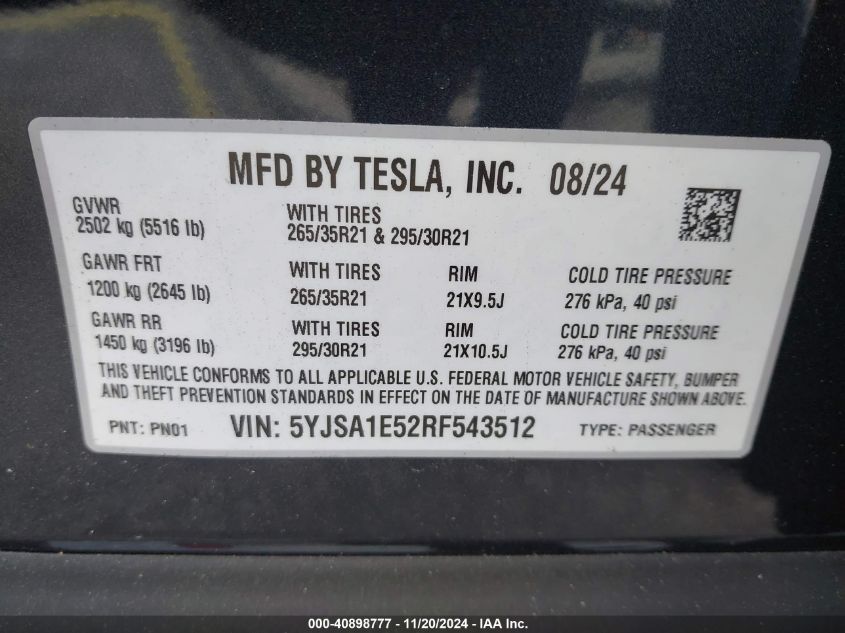 MFD BY TESLA, INC. 08/24
GVWR
2502 kg (5516 lb)
WITH TIRES
265/35R21 & 295/30R21
GAWR FRT WITH TIRES RIM COLD TIRE PRESSURE
1200 kg (2645 lb) 265/35R21 21X9.5J 276 kPa, 40 psi
GAWR RR WITH TIRES RIM COLD TIRE PRESSURE
1450 kg (3196 lb) 295/30R21 21X10.5J 276 kPa, 40 psi
THIS VEHICLE CONFORMS TO ALL APPLICABLE U.S. FEDERAL MOTOR VEHICLE SAFETY, BUMPER
AND THEFT PREVENTION STANDARDS IN EFFECT ON THE DATE OF MANUFACTURE SHOWN ABOVE.
PNT: PN01 VIN: 5YJSA1E52RF543512 TYPE: PASSENGER
000-40898777 - 11/20/2024 - IAA Inc.